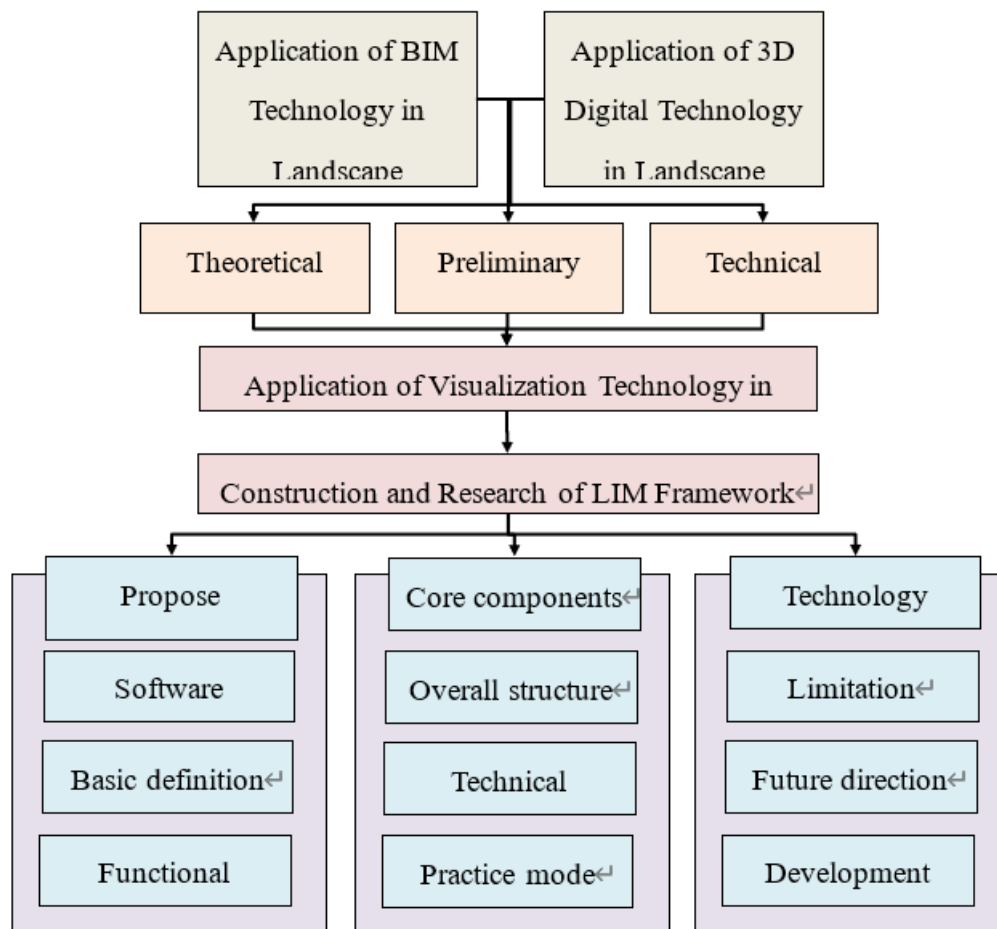 Application of BIM
Technology in
Landscape
Application of 3D
Digital Technology
in Landscape
Theoretical
Preliminary
Technical
Application of Visualization Technology in
Construction and Research of LIM Framework↵
Propose
Software
Basic definition↵
Functional
Core components↵
Overall structure↵
Technical
Practice mode↵
Technology
Limitation↵
Future direction↵
Development